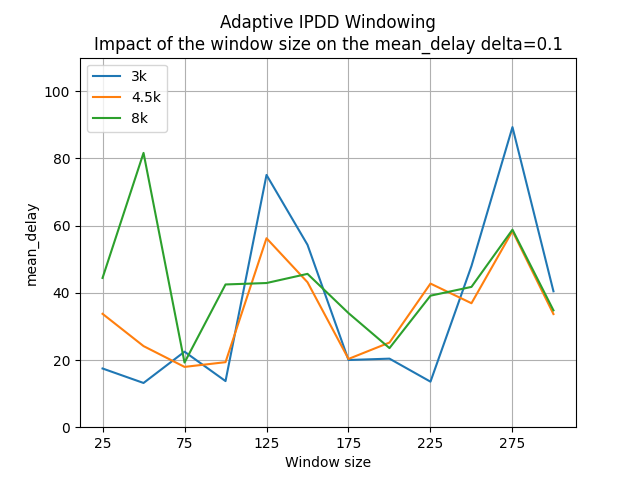 Adaptive IPDD Windowing
Impact of the window size on the mean_delay delta=0.1
3k
4.5k
8k
100
80
60
40
20
0
mean_delay
25 75 125 175 225 275
Window size